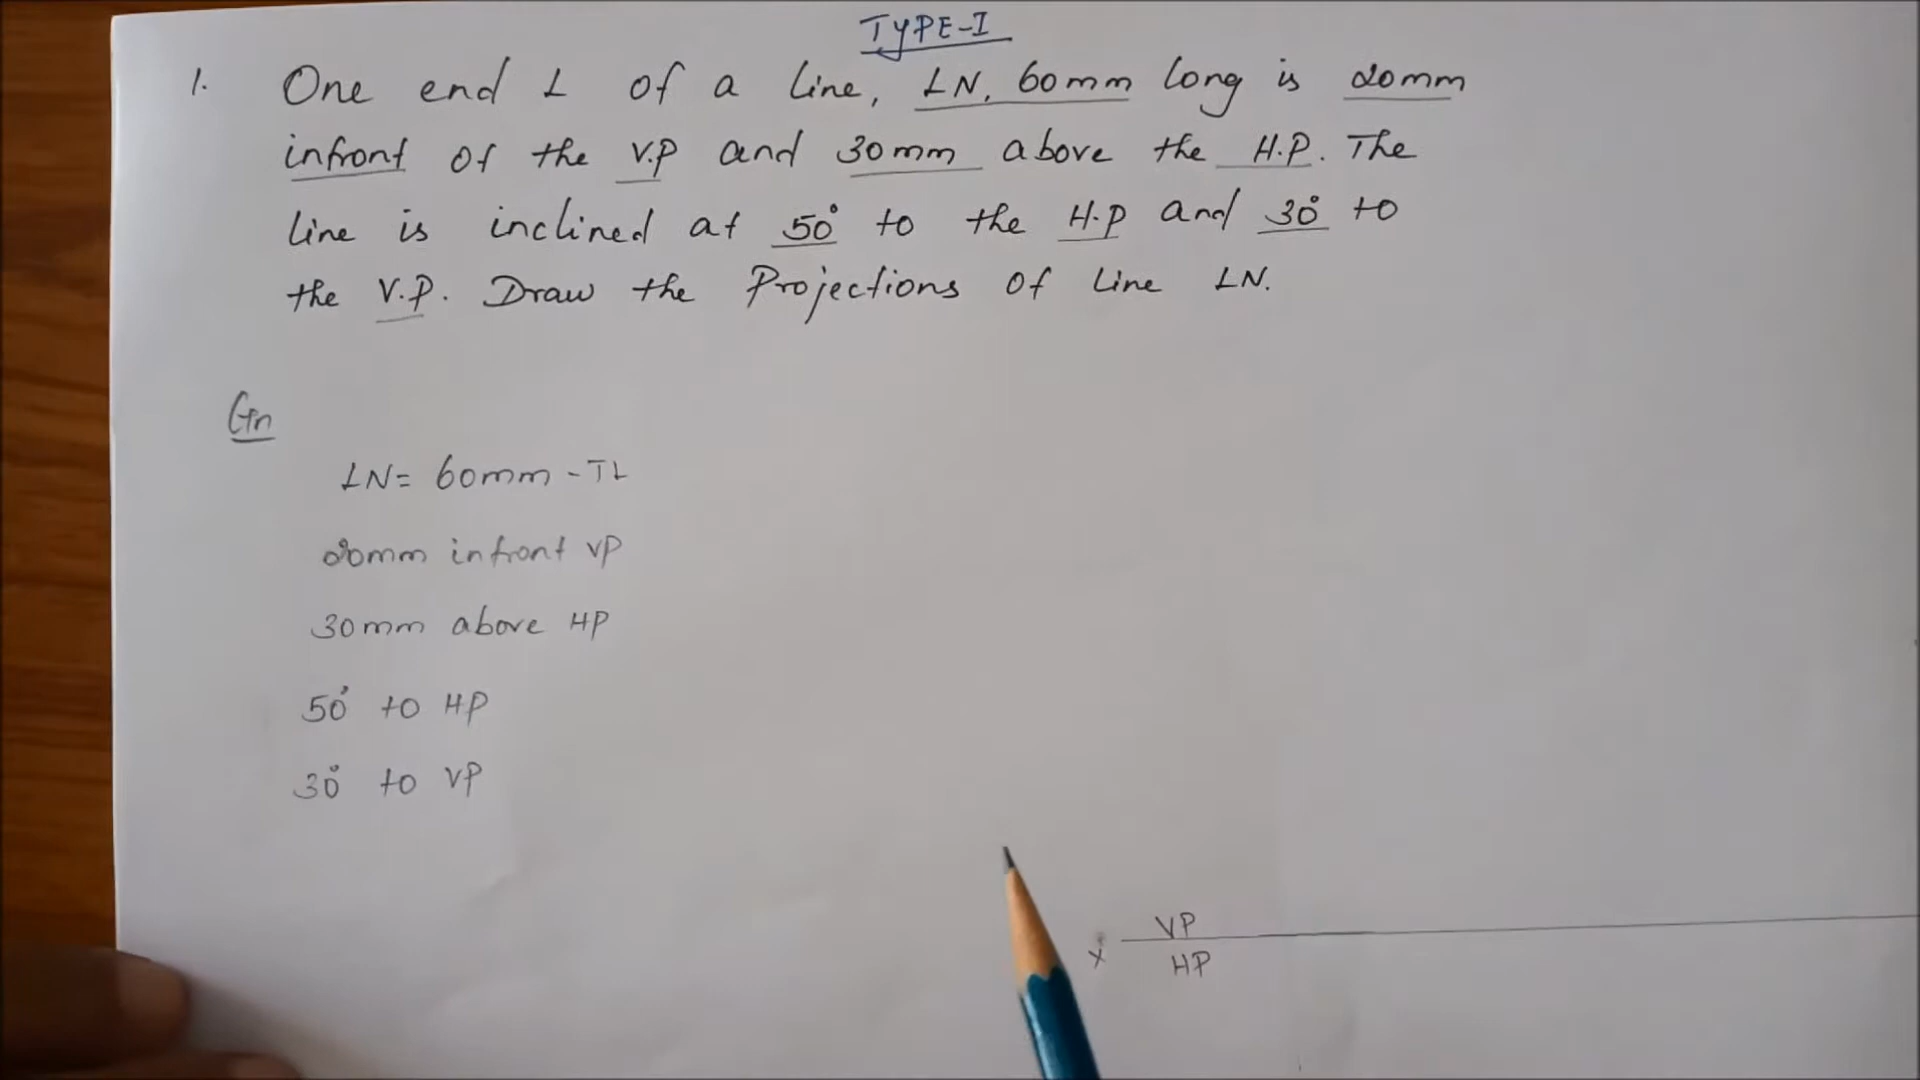 TYPE-I
1. One end L of a line, LN, 60mm long is 20mm
infront of the V.P and 30mm above the H.P. The
line is inclined at 50° to the H.P and 30° to
the V.P. Draw the Projections of line LN.
Gn
LN= 60mm - TL
20mm infront VP
30mm above HP
50° to HP
30° to VP
VP
X
HP